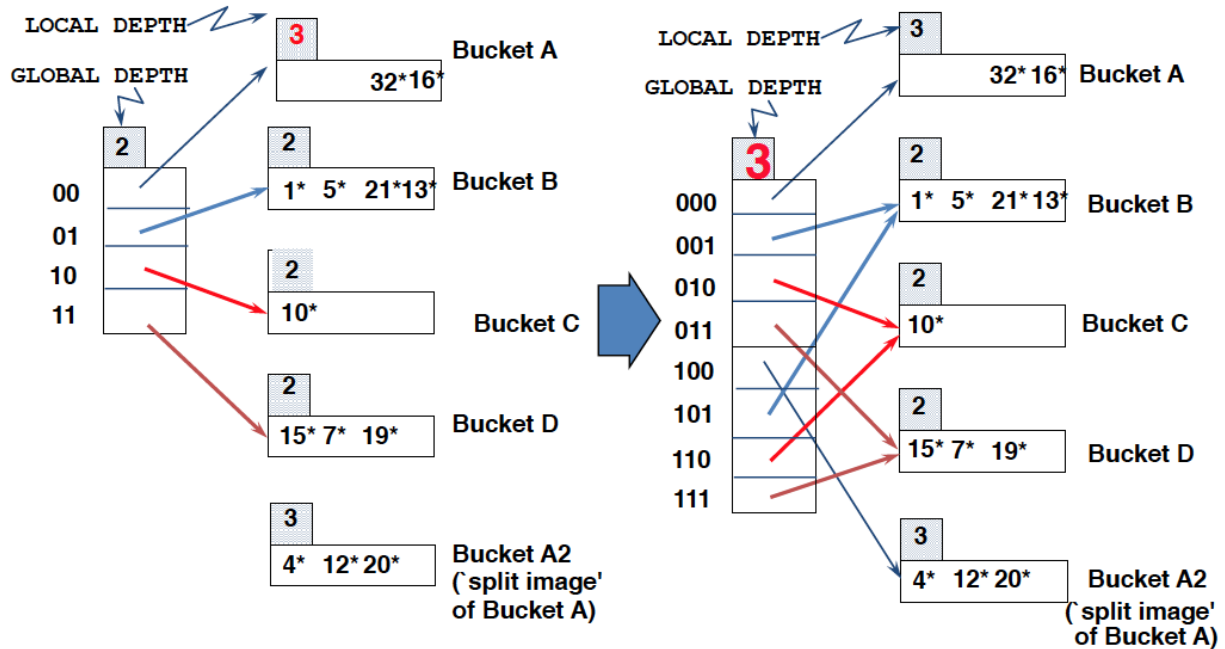 LOCAL DEPTH
3
Bucket A
32* 16*
GLOBAL DEPTH
2
00
01
10
11
2
1* 5* 21* 13*
Bucket B
2
10*
Bucket C
2
15* 7* 19*
Bucket D
3
4* 12* 20*
Bucket A2
(`split image'
of Bucket A)
LOCAL DEPTH
3
32* 16*
Bucket A
GLOBAL DEPTH
3
000
001
010
011
100
101
110
111
2
1* 5* 21* 13*
Bucket B
2
10*
Bucket C
2
15* 7* 19*
Bucket D
3
4* 12* 20*
Bucket A2
(`split image'
of Bucket A)